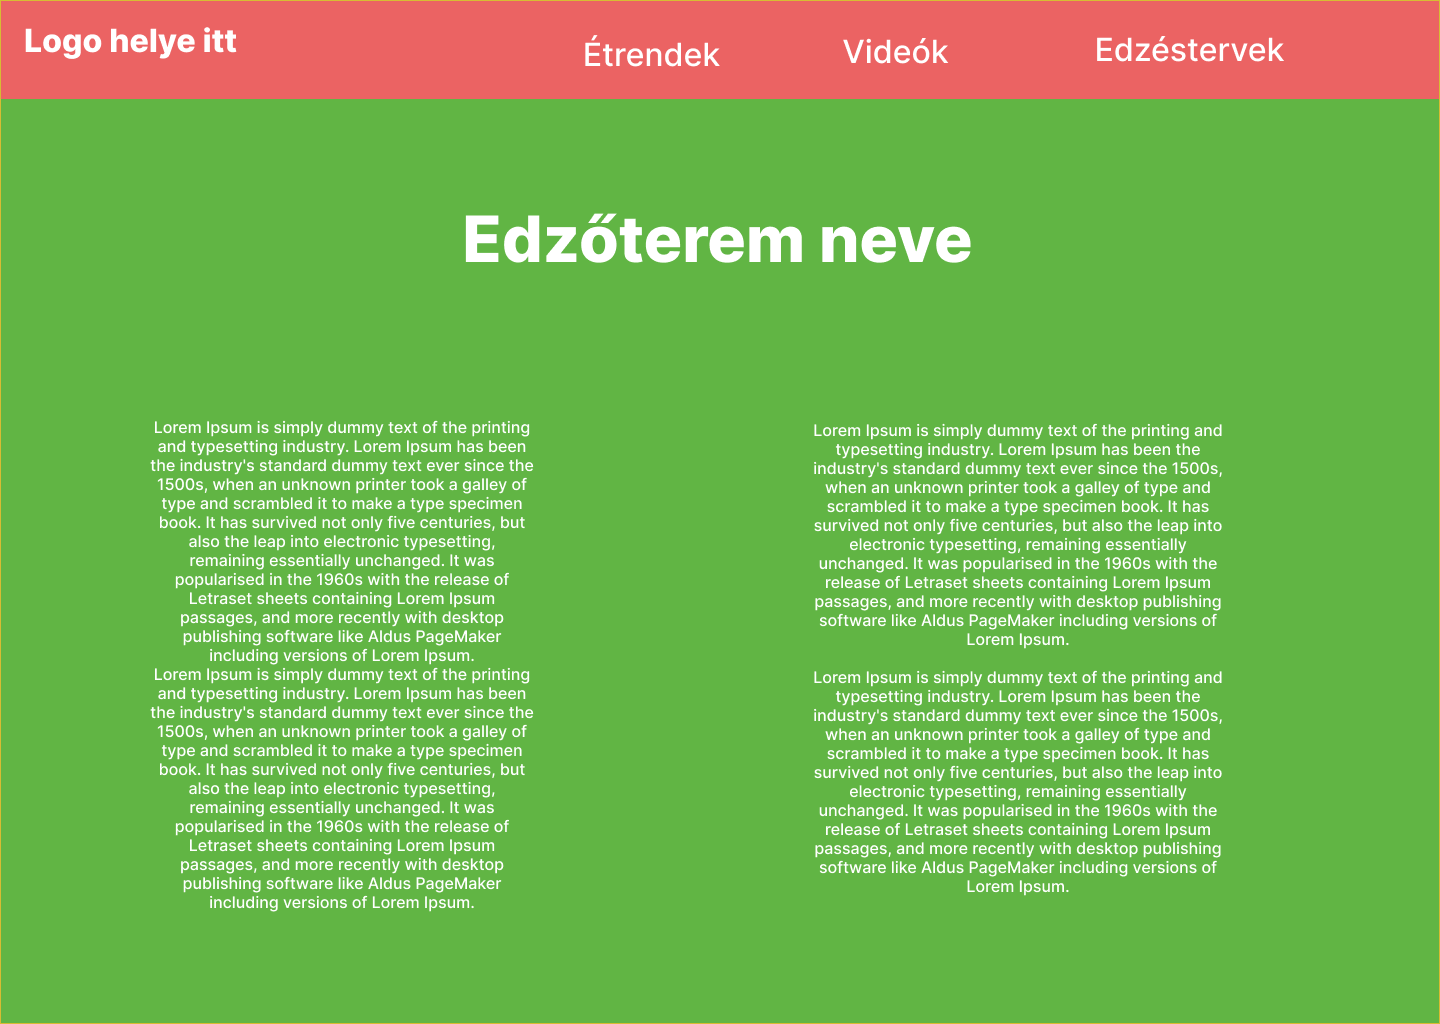 Logo helye itt
Étrendek
Videók
Edzéstervek
Edzőterem neve
Lorem Ipsum is simply dummy text of the printing
and typesetting industry. Lorem Ipsum has been
the industry's standard dummy text ever since the
1500s, when an unknown printer took a galley of
type and scrambled it to make a type specimen
book. It has survived not only five centuries, but
also the leap into electronic typesetting,
remaining essentially unchanged. It was
popularised in the 1960s with the release of
Letraset sheets containing Lorem Ipsum
passages, and more recently with desktop
publishing software like Aldus PageMaker
including versions of Lorem Ipsum.
Lorem Ipsum is simply dummy text of the printing
and typesetting industry. Lorem Ipsum has been
the industry's standard dummy text ever since the
1500s, when an unknown printer took a galley of
type and scrambled it to make a type specimen
book. It has survived not only five centuries, but
also the leap into electronic typesetting,
remaining essentially unchanged. It was
popularised in the 1960s with the release of
Letraset sheets containing Lorem Ipsum
passages, and more recently with desktop
publishing software like Aldus PageMaker
including versions of Lorem Ipsum.
Lorem Ipsum is simply dummy text of the printing and
typesetting industry. Lorem Ipsum has been the
industry's standard dummy text ever since the 1500s,
when an unknown printer took a galley of type and
scrambled it to make a type specimen book. It has
survived not only five centuries, but also the leap into
electronic typesetting, remaining essentially
unchanged. It was popularised in the 1960s with the
release of Letraset sheets containing Lorem Ipsum
passages, and more recently with desktop publishing
software like Aldus PageMaker including versions of
Lorem Ipsum.
Lorem Ipsum is simply dummy text of the printing and
typesetting industry. Lorem Ipsum has been the
industry's standard dummy text ever since the 1500s,
when an unknown printer took a galley of type and
scrambled it to make a type specimen book. It has
survived not only five centuries, but also the leap into
electronic typesetting, remaining essentially
unchanged. It was popularised in the 1960s with the
release of Letraset sheets containing Lorem Ipsum
passages, and more recently with desktop publishing
software like Aldus PageMaker including versions of
Lorem Ipsum.